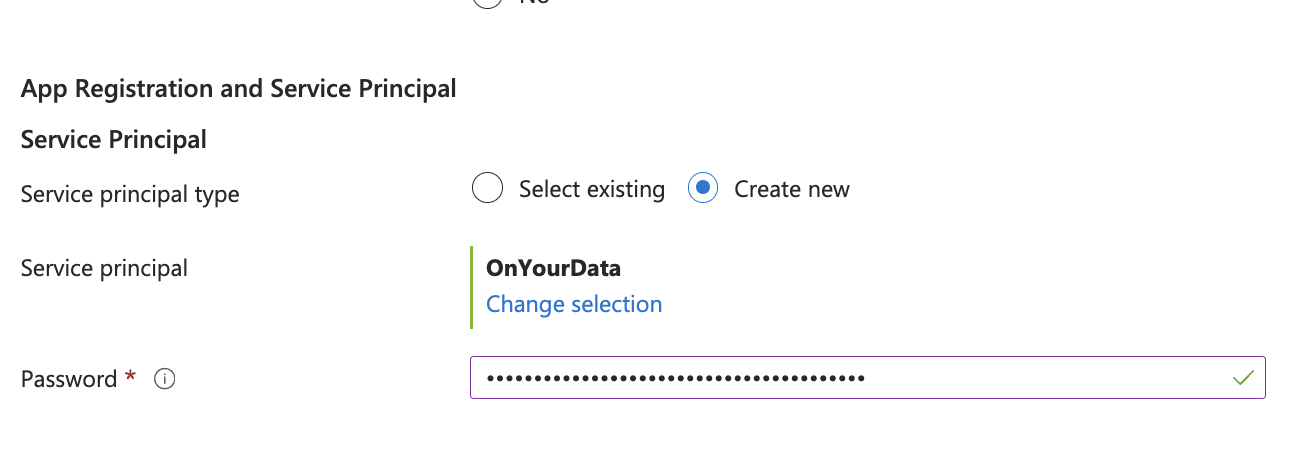 No
App Registration and Service Principal
Service Principal
Service principal type
Select existing
Create new
Service principal
OnYourData
Change selection
Password *
••••••••••••••••••••••••••••••••••••••••